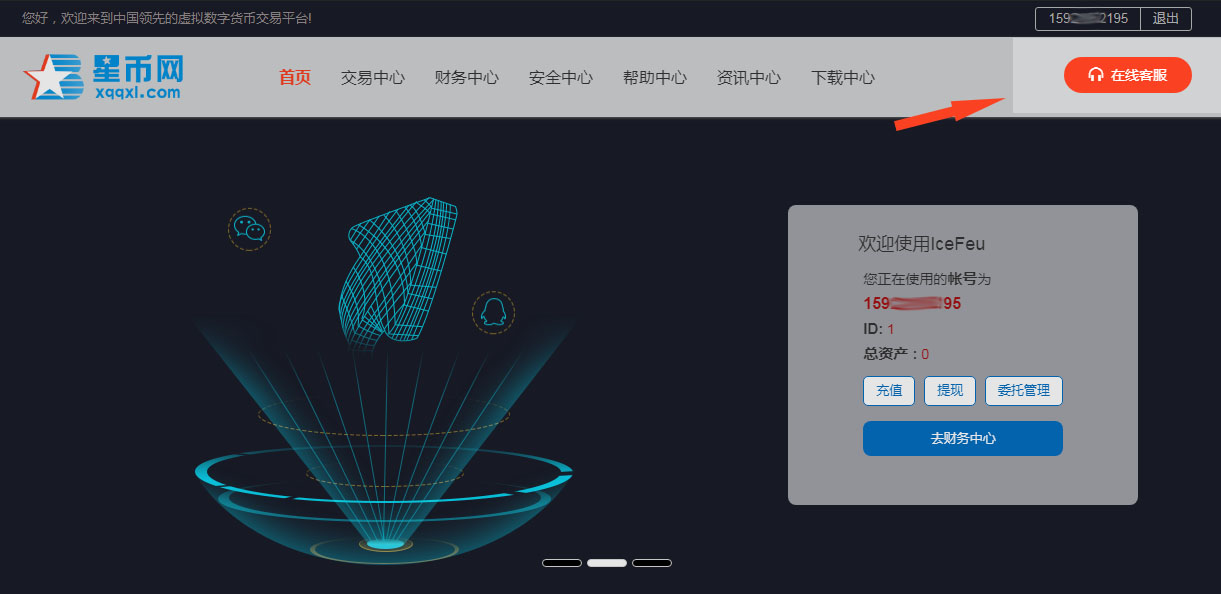 您好，欢迎来到中国领先的虚拟数字货币交易平台!
159 2195 退出
星币网
xqqxl.com
首页 交易中心 财务中心 安全中心 帮助中心 资讯中心 下载中心
在线客服
欢迎使用IceFeu
您正在使用的帐号为
159 95
ID: 1
总资产：0
充值 提现 委托管理
去财务中心